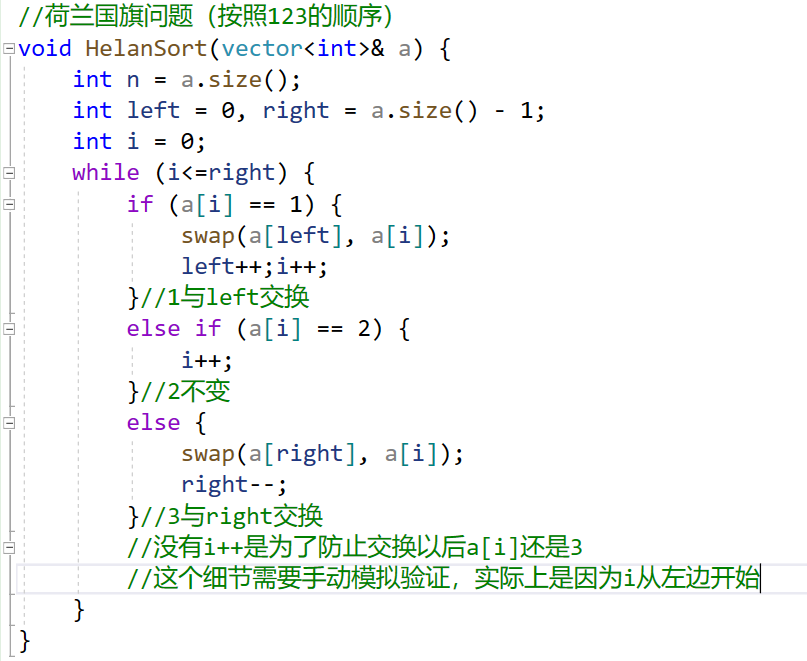 //荷兰国旗问题（按照123的顺序）
void HelanSort(vector<int>& a) {
    int n = a.size();
    int left = 0, right = a.size() - 1;
    int i = 0;
    while (i<=right) {
        if (a[i] == 1) {
            swap(a[left], a[i]);
            left++;i++;
        }//1与left交换
        else if (a[i] == 2) {
            i++;
        }//2不变
        else {
            swap(a[right], a[i]);
            right--;
        }//3与right交换
        //没有i++是为了防止交换以后a[i]还是3
        //这个细节需要手动模拟验证，实际上是因为i从左边开始
    }
}